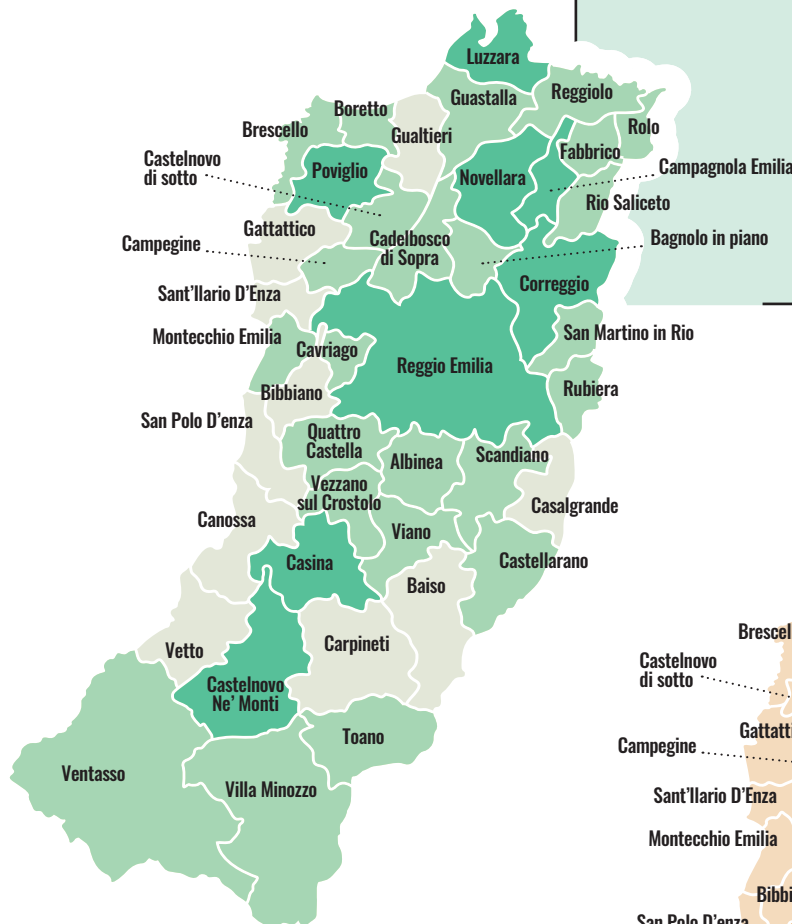 Luzzara
Guastalla
Reggiolo
Boretto
Brescello
Gualtieri
Rolo
Fabbrico
Castelnovo
di sotto
Poviglio
Novellara
Campagnola Emilia
Rio Saliceto
Gattattico
Campegine
Cadelbosco
di Sopra
Bagnolo in piano
Sant'Ilario D'Enza
Correggio
Montecchio Emilia
Cavriago
San Martino in Rio
Reggio Emilia
Bibbiano
Rubiera
San Polo D'enza
Quattro
Castella
Albinea
Scandiano
Vezzano
sul Crostolo
Casalgrande
Canossa
Viano
Casina
Castellarano
Baiso
Vetto
Carpineti
Castelnovo
Ne' Monti
Toano
Ventasso
Villa Minozzo
Brescel
Castelnovo
di sotto
Gattatti
Campegine
Sant'Ilario D'Enza
Montecchio Emilia
Bibbi
San Polo D'enza